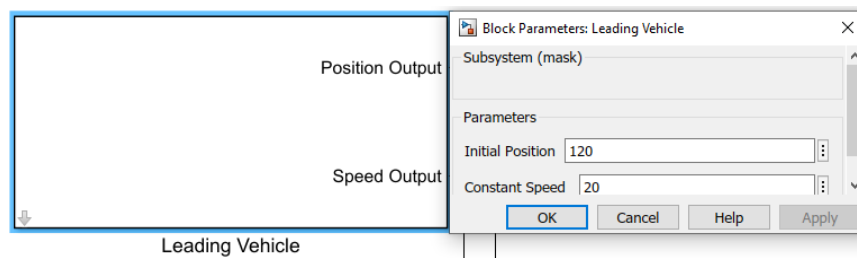 Position Output
Speed Output
Leading Vehicle
Block Parameters: Leading Vehicle
Subsystem (mask)
Parameters
Initial Position 120
Constant Speed 20
OK Cancel Help Apply